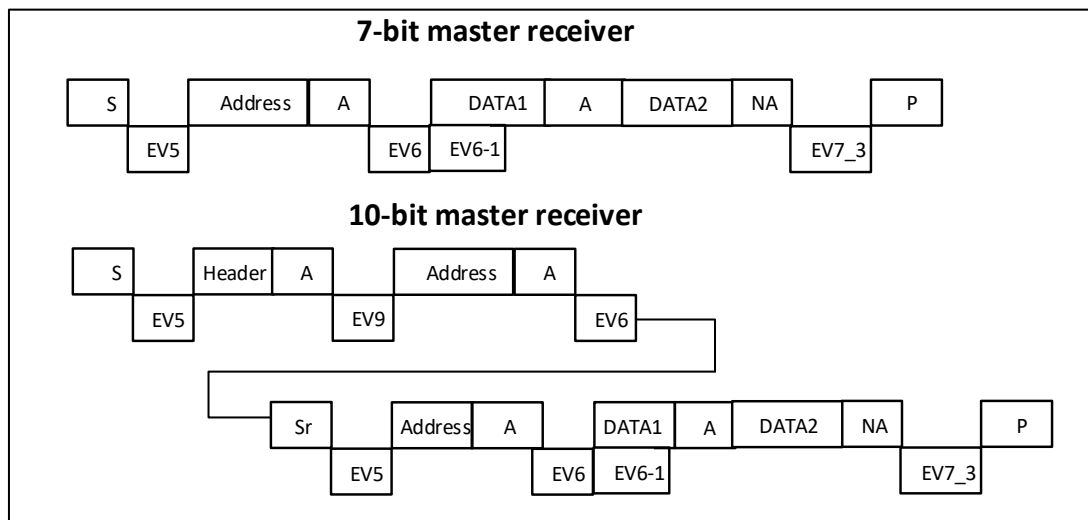 7-bit master receiver
S Address A DATA1 A DATA2 NA P
EV5 EV6 EV6-1 EV7_3
10-bit master receiver
S Header A Address A
EV5 EV9 EV6
Sr Address A DATA1 A DATA2 NA P
EV5 EV6 EV6-1 EV7_3